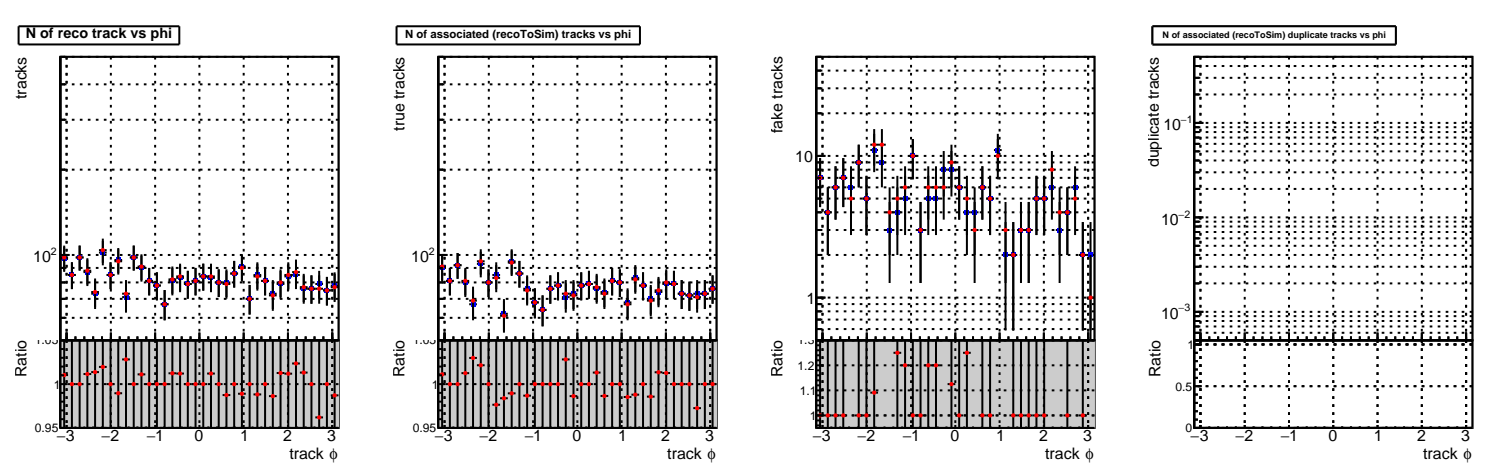 N of reco track vs phi
tracks
10²
Ratio
1.05
1
0.95
−3 −2 −1 0 1 2 3
track ϕ
N of associated (recoToSim) tracks vs phi
true tracks
10²
Ratio
1.05
1
0.95
−3 −2 −1 0 1 2 3
track ϕ
fake tracks
10
1
Ratio
1.3
1.2
1.1
1
−3 −2 −1 0 1 2 3
track ϕ
N of associated (recoToSim) duplicate tracks vs phi
duplicate tracks
10⁻¹
10⁻²
10⁻³
Ratio
1
0.5
0
−3 −2 −1 0 1 2 3
track ϕ